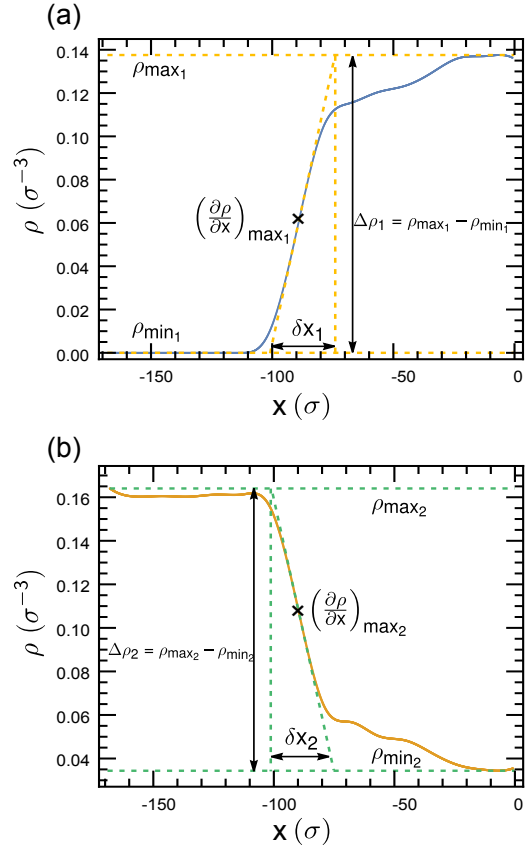 (a)
0.14
0.12
0.10
0.08
0.06
0.04
0.02
0.00
ρ (σ⁻³)
ρmax₁
(∂ρ/∂x)max₁
Δρ₁ = ρmax₁ − ρmin₁
ρmin₁
δx₁
-150 -100 -50 0
x (σ)
(b)
0.16
0.14
0.12
0.10
0.08
0.06
0.04
ρ (σ⁻³)
ρmax₂
(∂ρ/∂x)max₂
Δρ₂ = ρmax₂ − ρmin₂
δx₂
ρmin₂
-150 -100 -50 0
x (σ)